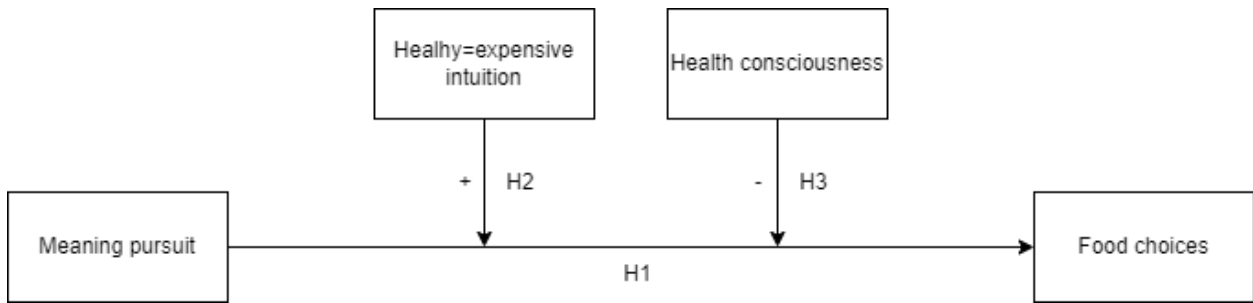 Healhy=expensive
intuition
Health consciousness
+
H2
-
H3
Meaning pursuit
Food choices
H1